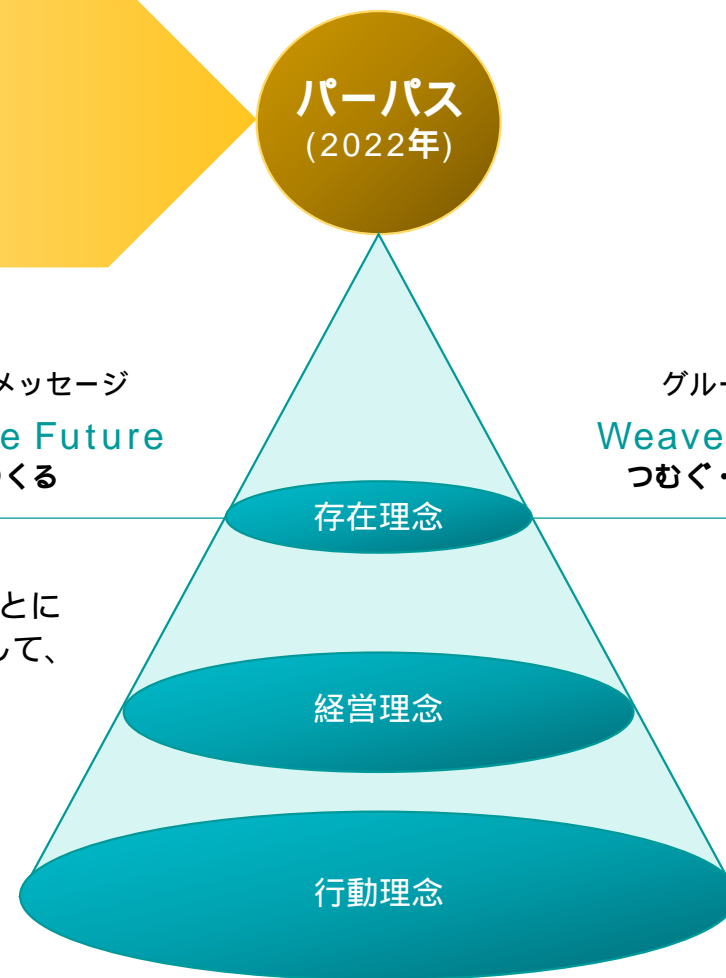 パーパス
(2022年)
メッセージ
e Future
くる
グルー
Weave
つむぐ・
存在理念
とに
して、
経営理念
行動理念